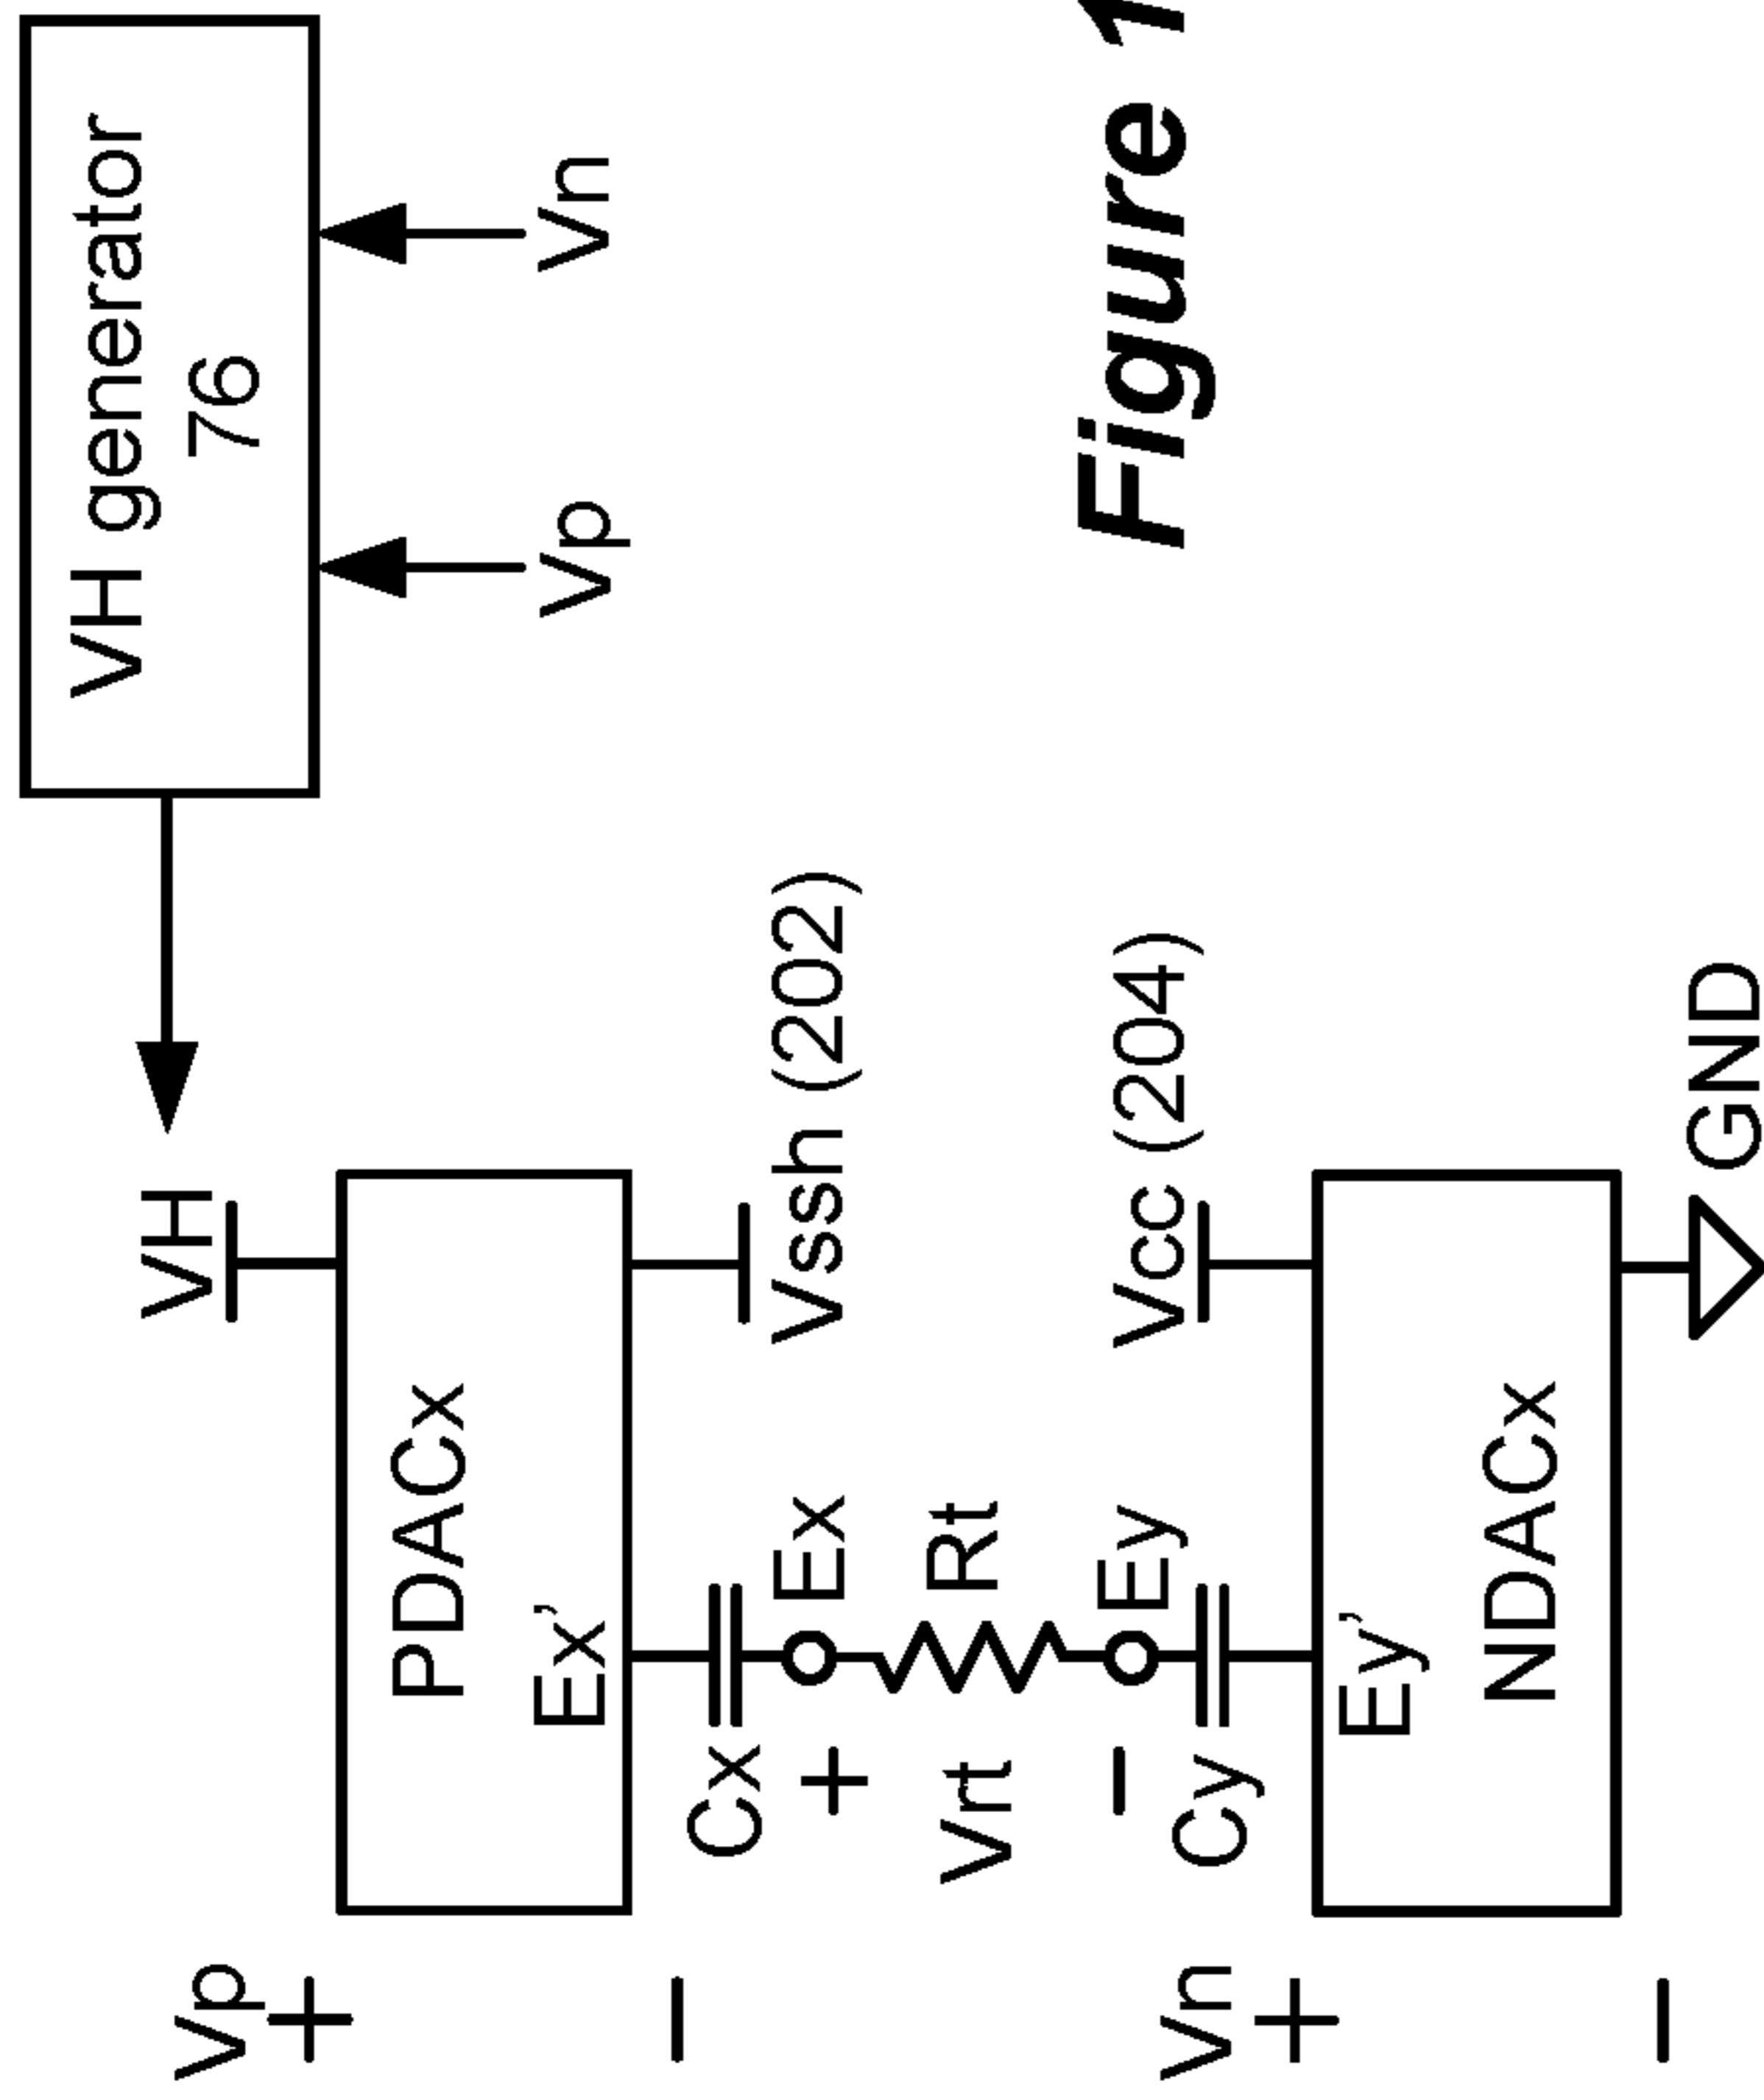 VH generator
76
Vp
Vn
VH
Vp
+
PDACx
Ex’
−
Vssh (202)
Cx
Ex
+
Rt
Vrt
Ey
−
Cy
Vcc (204)
Vn
+
Ey’
NDACx
−
GND
Figure 1